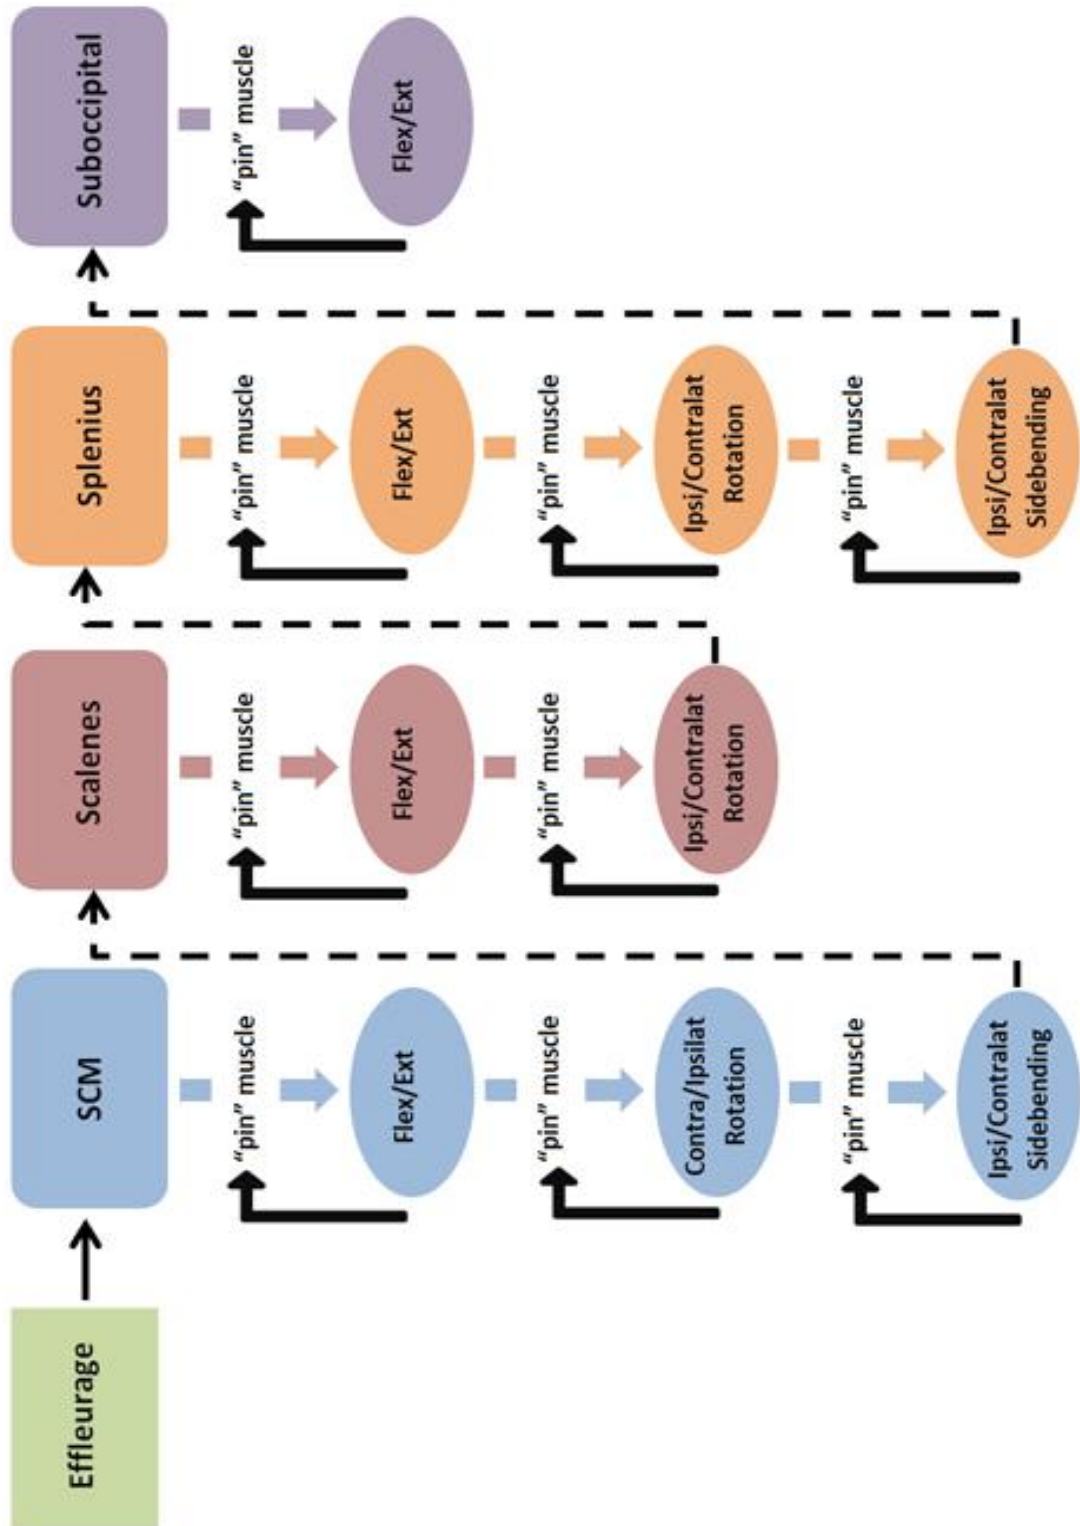 Effleurage
SCM
"pin" muscle
Flex/Ext
"pin" muscle
Contra/Ipsilat
Rotation
"pin" muscle
Ipsi/Contralat
Sidebending
Scalenes
"pin" muscle
Flex/Ext
"pin" muscle
Ipsi/Contralat
Rotation
Splenius
"pin" muscle
Flex/Ext
"pin" muscle
Ipsi/Contralat
Rotation
"pin" muscle
Ipsi/Contralat
Sidebending
Suboccipital
"pin" muscle
Flex/Ext